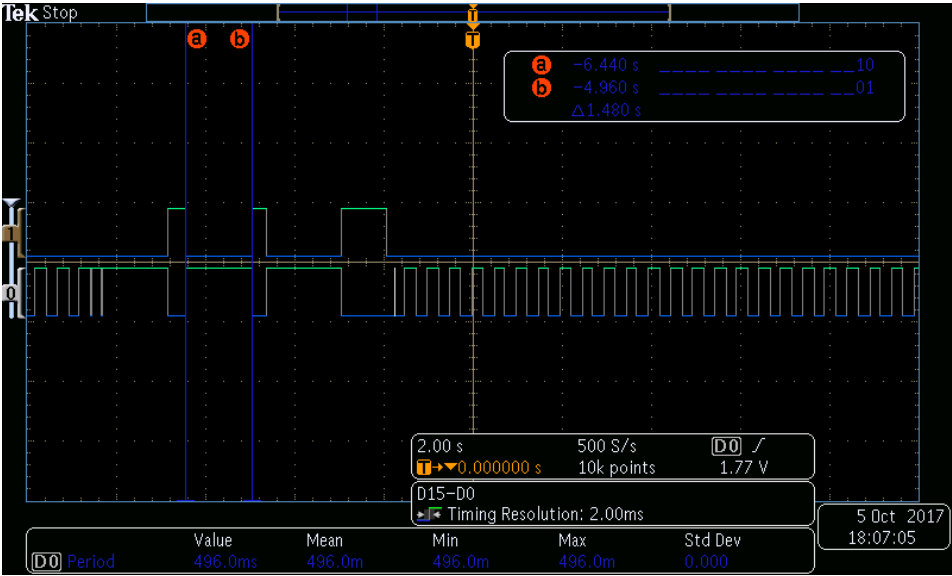 Tek Stop
T
T
a b
a −6.440 s ____ ____ ____ __10
b −4.960 s ____ ____ ____ __01
△1.480 s
1
0
2.00 s 500 S/s D0 ∕
T→▼0.000000 s 10k points 1.77 V
D15-D0
Timing Resolution: 2.00ms
5 Oct 2017
18:07:05
Value Mean Min Max Std Dev
D0 Period 496.0ms 496.0m 496.0m 496.0m 0.000